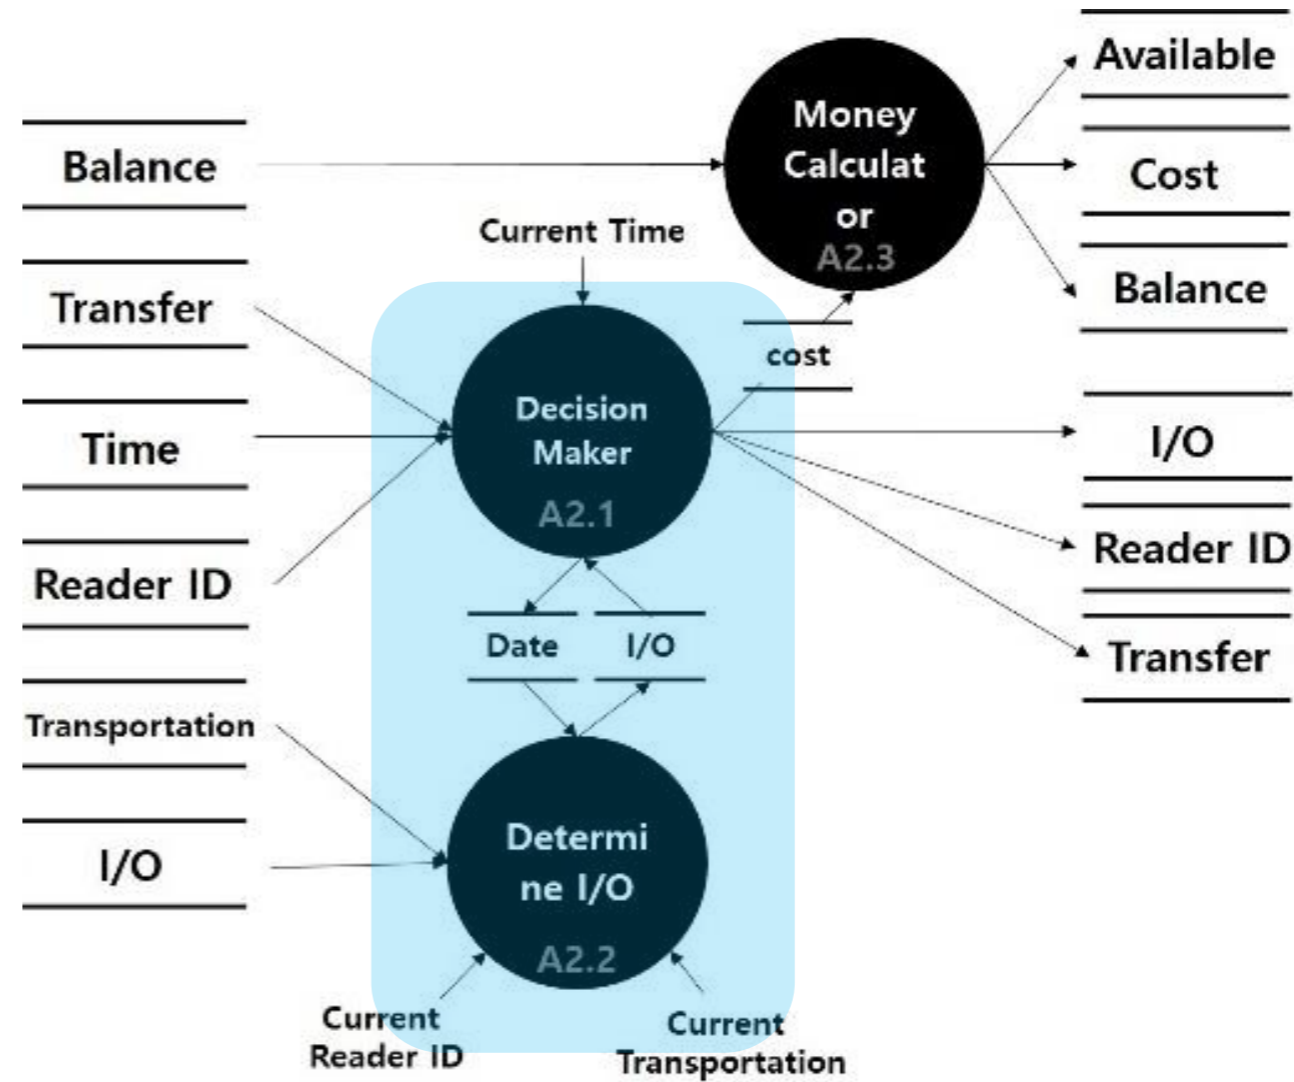 Available
Money
Calculat
or
A2.3
Balance
Cost
Current Time
Balance
Transfer
cost
Decision
Maker
A2.1
Time
I/O
Reader ID
Reader ID
Date
I/O
Transfer
Transportation
Determi
ne I/O
A2.2
I/O
Current
Reader ID
Current
Transportation